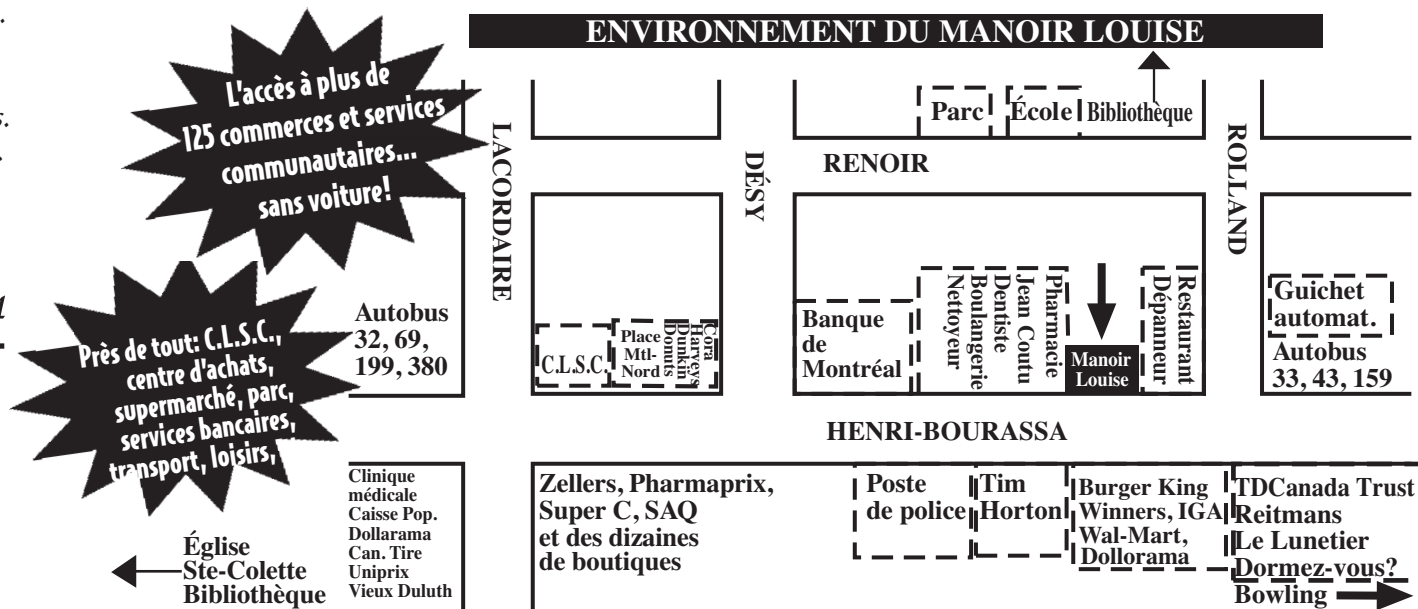 ENVIRONNEMENT DU MANOIR LOUISE
L'accès à plus de
125 commerces et services
communautaires...
sans voiture!
Parc
École
Bibliothèque
LACORDAIRE
DÉSY
RENOIR
ROLLAND
Près de tout: C.L.S.C.,
centre d'achats,
supermarché, parc,
services bancaires,
transport, loisirs,
Autobus
32, 69,
199, 380
C.L.S.C.
Place
Mtl-
Nord
Cora
Harveys
Dunkin
Donuts
Banque
de
Montréal
Pharmacie
Jean Coutu
Dentiste
Boulangerie
Nettoyeur
Manoir
Louise
Restaurant
Dépanneur
Guichet
automat.
Autobus
33, 43, 159
HENRI-BOURASSA
Église
Ste-Colette
Bibliothèque
Clinique
médicale
Caisse Pop.
Dollarama
Can. Tire
Uniprix
Vieux Duluth
Zellers, Pharmaprix,
Super C, SAQ
et des dizaines
de boutiques
Poste
de police
Tim
Horton
Burger King
Winners, IGA
Wal-Mart,
Dollorama
TDCanada Trust
Reitmans
Le Lunetier
Dormez-vous?
Bowling